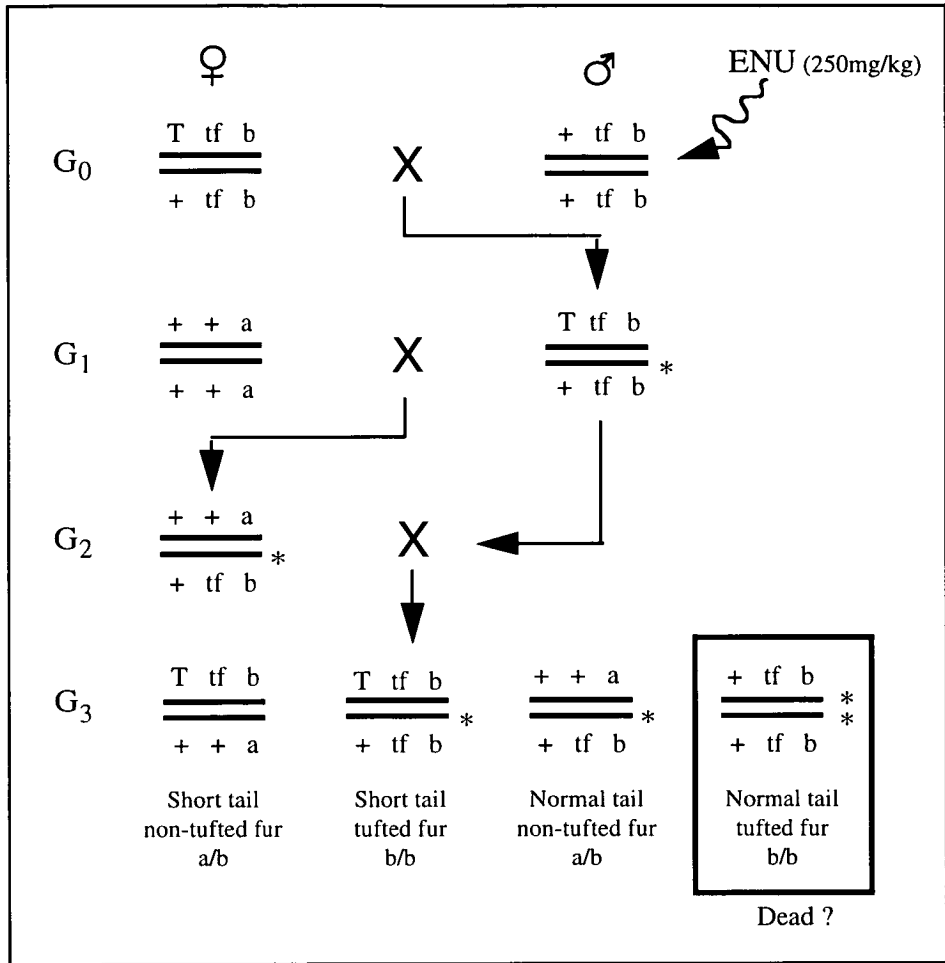 ♀ ♂ ENU (250mg/kg)
T tf b + tf b
G0 X
+ tf b + tf b
+ + a T tf b
G1 X *
+ + a + tf b
+ + a
G2 * X
+ tf b
T tf b T tf b + + a + tf b
G3 * * * *
+ + a + tf b + tf b + tf b
Short tail Short tail Normal tail Normal tail
non-tufted fur tufted fur non-tufted fur tufted fur
a/b b/b a/b b/b
Dead ?